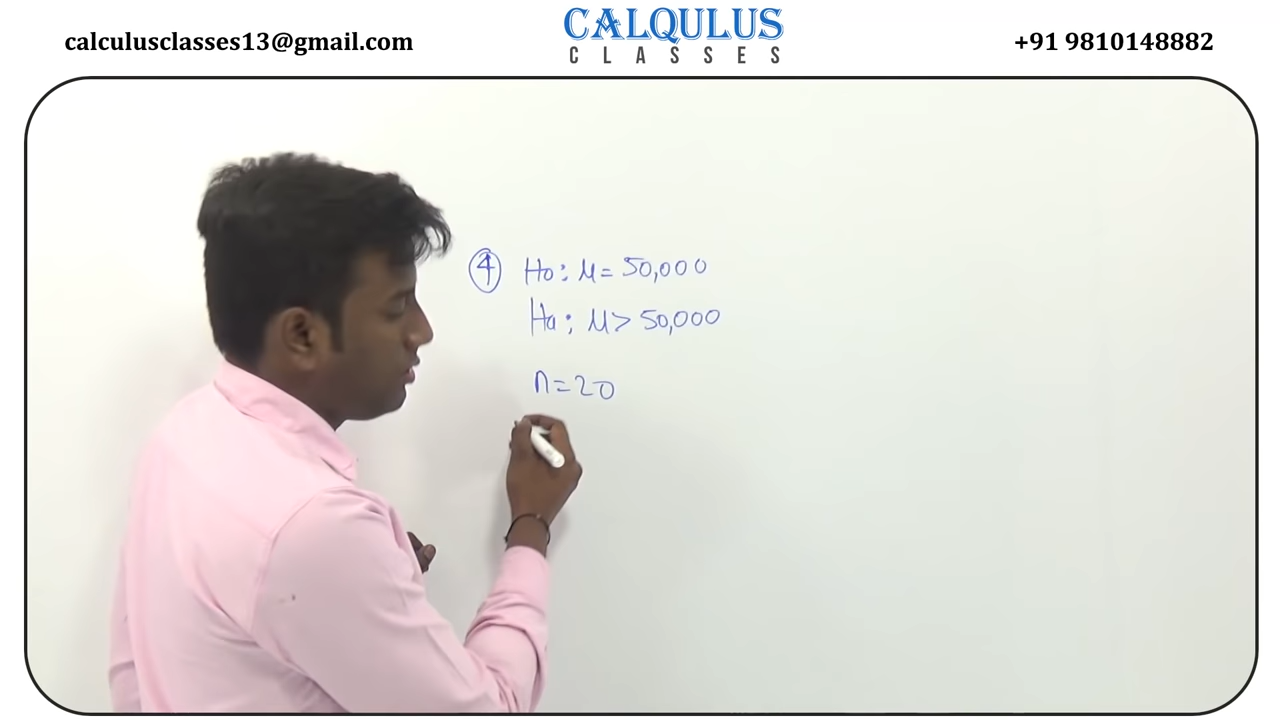 calculusclasses13@gmail.com
CALQULUS
CLASSES
+91 9810148882
④ Ho: μ = 50,000
Ha: μ > 50,000
n = 20